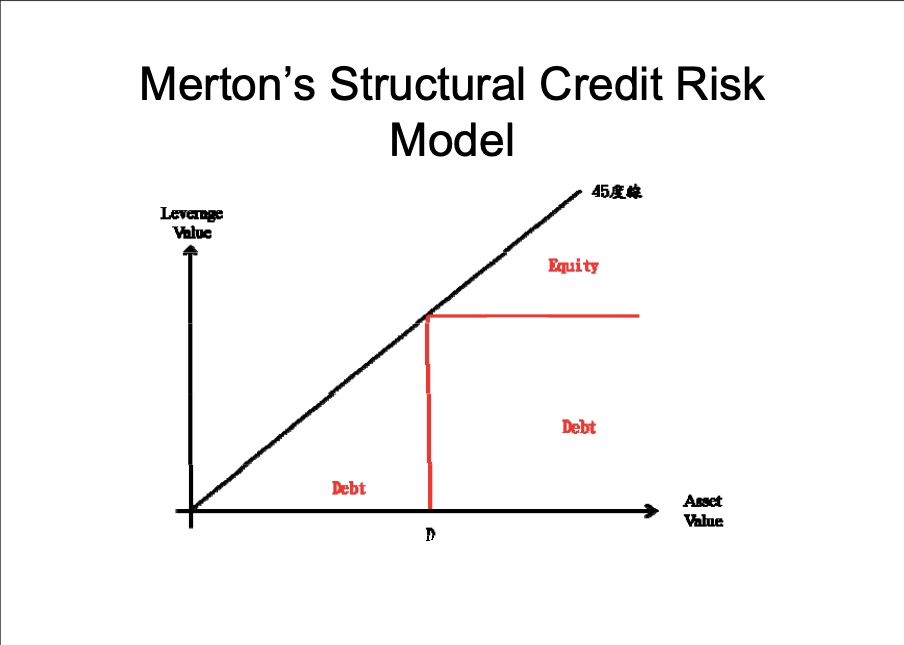 Merton’s Structural Credit Risk
Model
45度線
Leverage
Value
Equity
Debt
Debt
Asset
Value
D